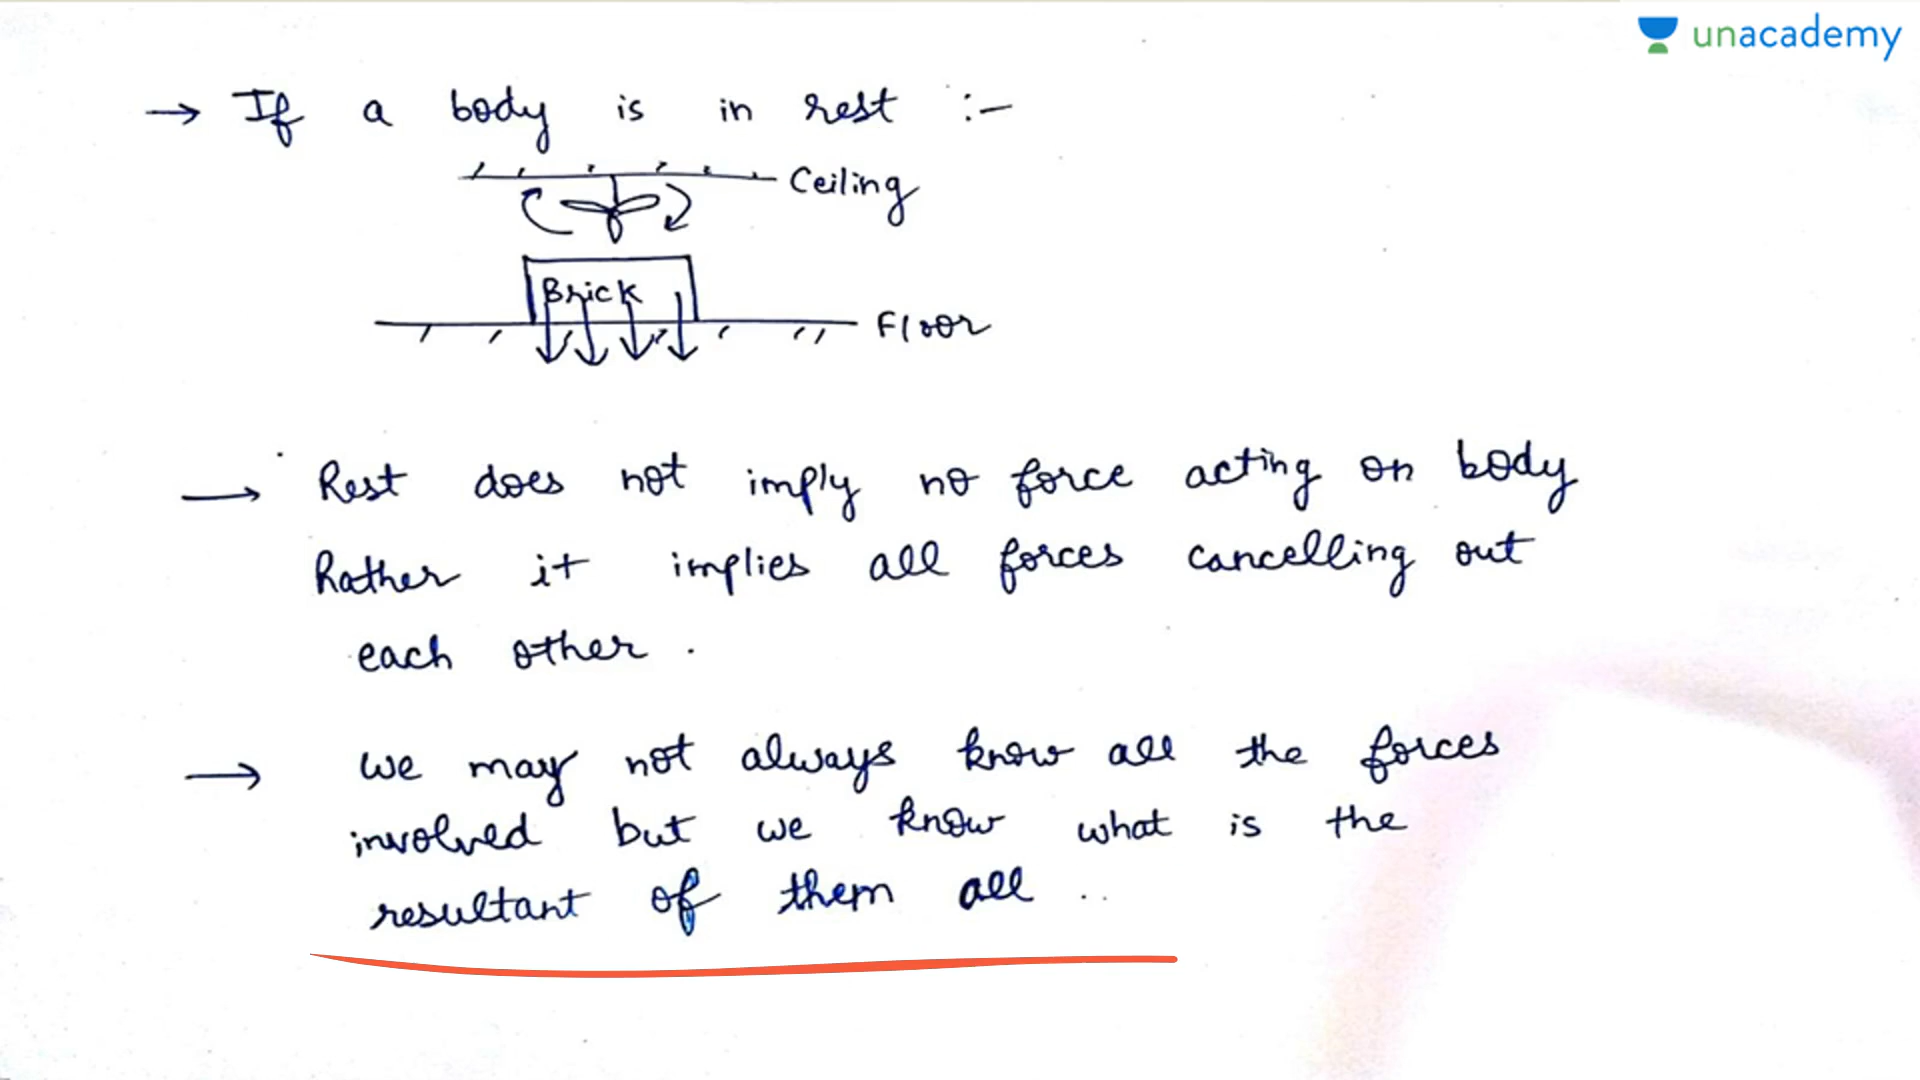 unacademy
→ If a body is in rest :-
Ceiling
Brick
Floor
→ Rest does not imply no force acting on body
Rather it implies all forces cancelling out
each other .
→ we may not always know all the forces
involved but we know what is the
resultant of them all ..